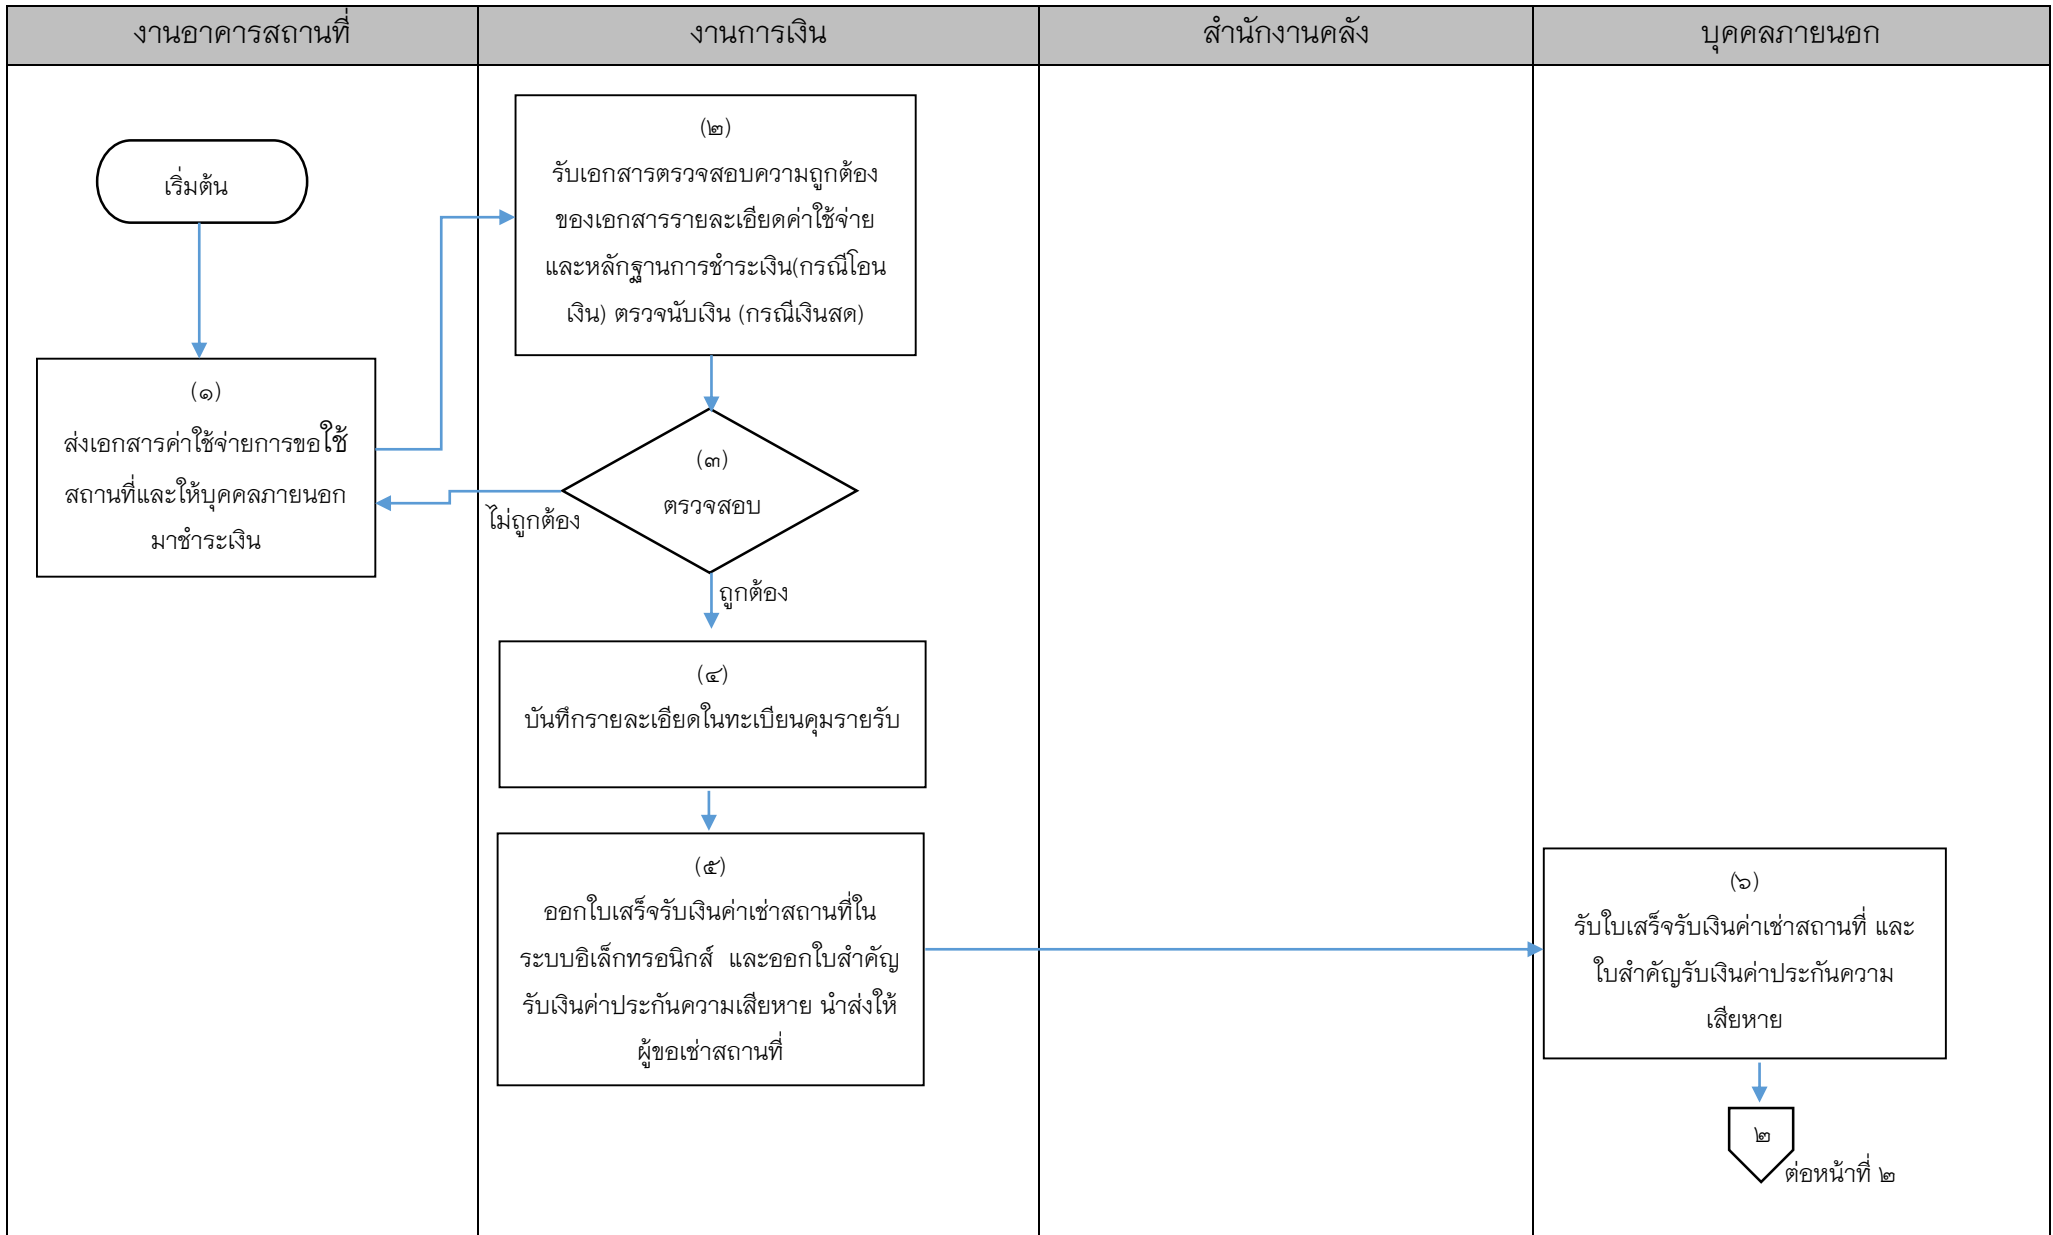 งานอาคารสถานที่
งานการเงิน
สำนักงานคลัง
บุคคลภายนอก
เริ่มต้น
(๑)
ส่งเอกสารค่าใช้จ่ายการขอใช้
สถานที่และให้บุคคลภายนอก
มาชำระเงิน
(๒)
รับเอกสารตรวจสอบความถูกต้อง
ของเอกสารรายละเอียดค่าใช้จ่าย
และหลักฐานการชำระเงิน(กรณีโอน
เงิน) ตรวจนับเงิน (กรณีเงินสด)
(๓)
ตรวจสอบ
ไม่ถูกต้อง
ถูกต้อง
(๔)
บันทึกรายละเอียดในทะเบียนคุมรายรับ
(๕)
ออกใบเสร็จรับเงินค่าเช่าสถานที่ใน
ระบบอิเล็กทรอนิกส์ และออกใบสำคัญ
รับเงินค่าประกันความเสียหาย นำส่งให้
ผู้ขอเช่าสถานที่
(๖)
รับใบเสร็จรับเงินค่าเช่าสถานที่ และ
ใบสำคัญรับเงินค่าประกันความ
เสียหาย
๒
ต่อหน้าที่ ๒